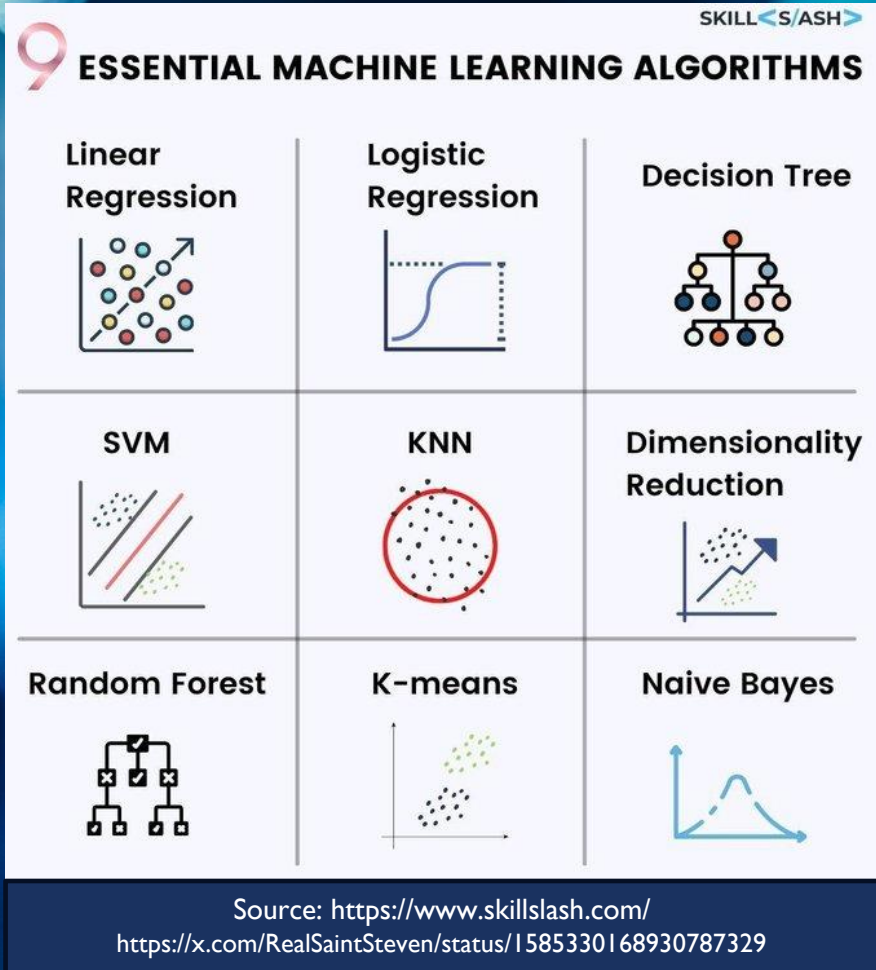 SKILL<S/ASH>
9 ESSENTIAL MACHINE LEARNING ALGORITHMS
Linear
Regression
Logistic
Regression
Decision Tree
SVM
KNN
Dimensionality
Reduction
Random Forest
K-means
Naive Bayes
Source: https://www.skillslash.com/
https://x.com/RealSaintSteven/status/1585330168930787329